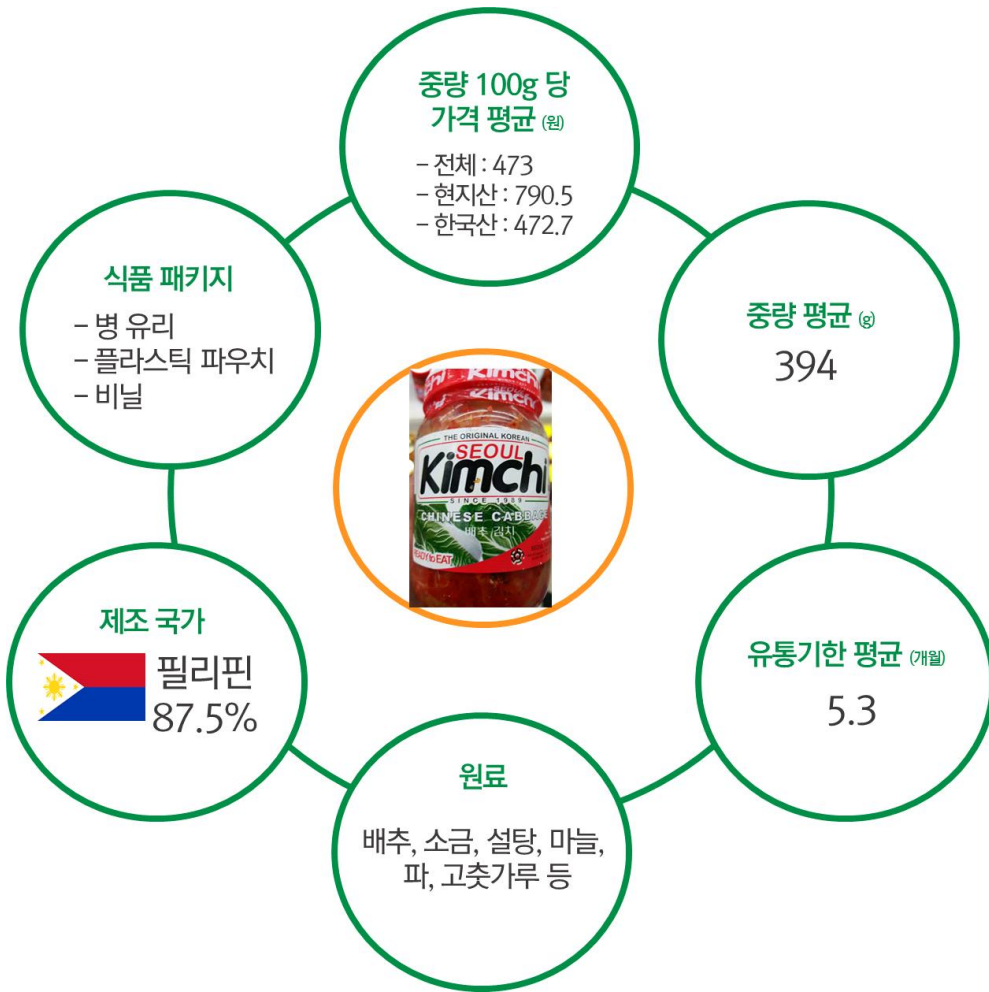 중량 100g 당
가격 평균 (원)
- 전체 : 473
- 현지산 : 790.5
- 한국산 : 472.7
식품 패키지
- 병 유리
- 플라스틱 파우치
- 비닐
중량 평균 (g)
394
kimchi
THE ORIGINAL KOREAN
SEOUL
Kimchi
SINCE 1989
CHINESE CABBAGE
배추 김치
READY to EAT
제조 국가
필리핀
87.5%
유통기한 평균 (개월)
5.3
원료
배추, 소금, 설탕, 마늘,
파, 고춧가루 등